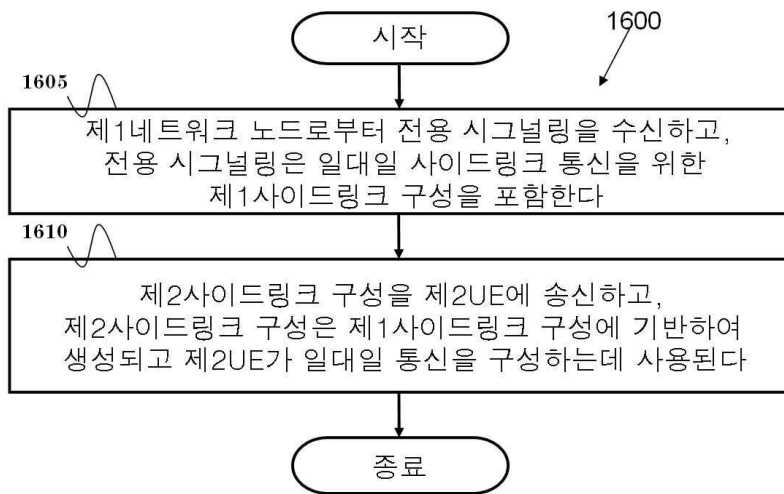 시작
1600
1605
제1네트워크 노드로부터 전용 시그널링을 수신하고,
전용 시그널링은 일대일 사이드링크 통신을 위한
제1사이드링크 구성을 포함한다
1610
제2사이드링크 구성을 제2UE에 송신하고,
제2사이드링크 구성은 제1사이드링크 구성에 기반하여
생성되고 제2UE가 일대일 통신을 구성하는데 사용된다
종료